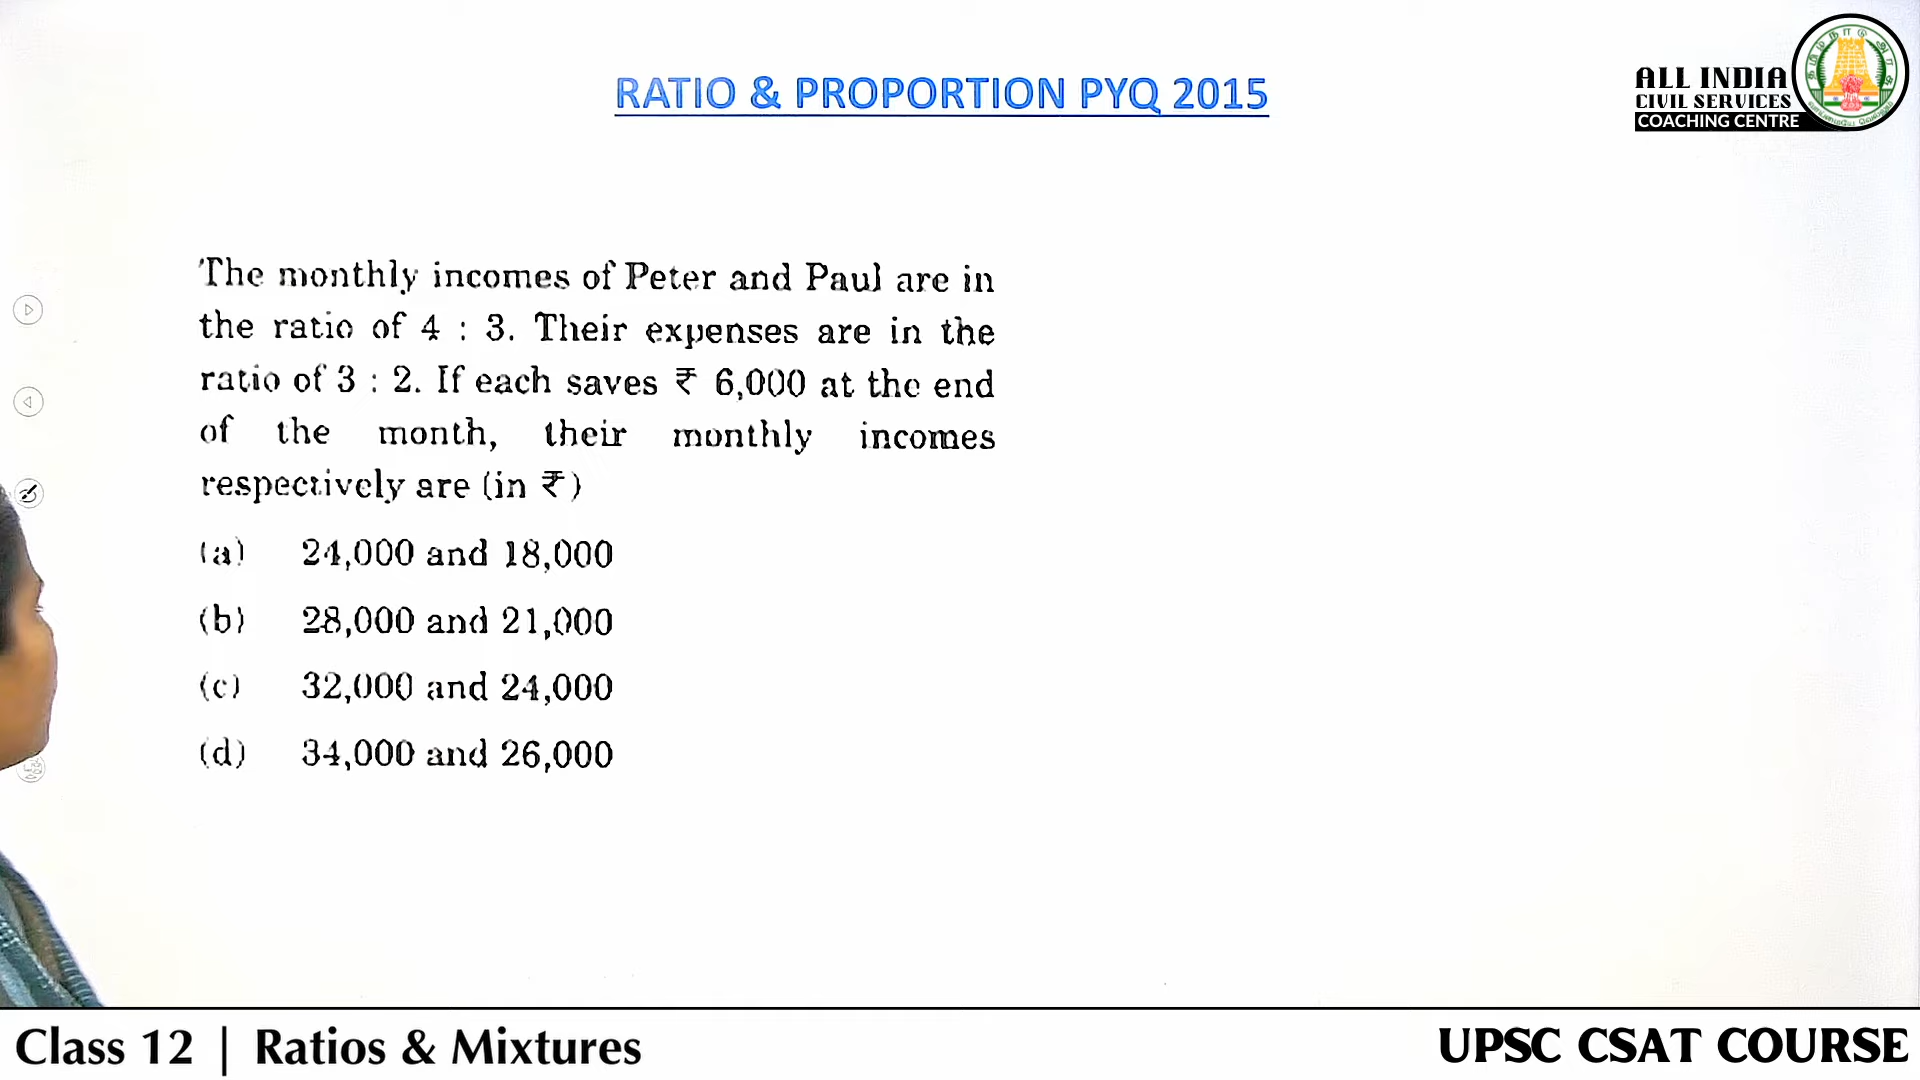 RATIO & PROPORTION PYQ 2015
ALL INDIA
CIVIL SERVICES
COACHING CENTRE
The monthly incomes of Peter and Paul are in
the ratio of 4 : 3. Their expenses are in the
ratio of 3 : 2. If each saves ₹ 6,000 at the end
of the month, their monthly incomes
respectively are (in ₹)
(a) 24,000 and 18,000
(b) 28,000 and 21,000
(c) 32,000 and 24,000
(d) 34,000 and 26,000
Class 12 | Ratios & Mixtures
UPSC CSAT COURSE